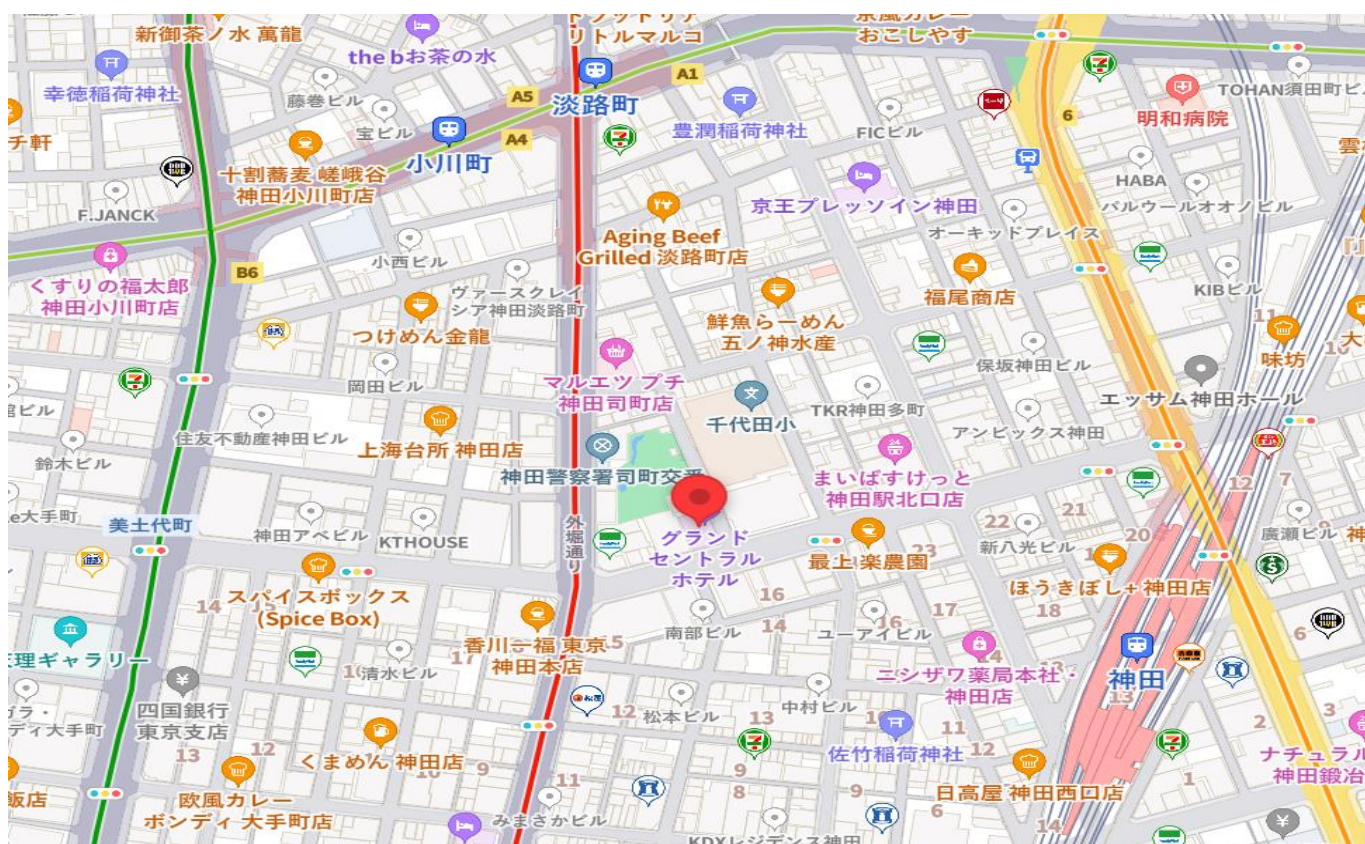 新御茶ノ水 萬龍
the bお茶の水
リトルマルコ
おこしやす
幸徳稲荷神社
藤巻ビル
宝ビル
A5
A1
淡路町
A4
小川町
豊潤稲荷神社
FICビル
6
明和病院
TOHAN須田町ビ
チ軒
十割蕎麦 嵯峨谷
神田小川町店
F.JANCK
HABA
パルウールオオノビル
京王プレッソイン神田
オーキッドプレイス
Aging Beef
Grilled 淡路町店
小西ビル
B6
くすりの福太郎
神田小川町店
ヴァースクレイ
シア神田淡路町
福尾商店
KIBビル
つけめん金龍
鮮魚らーめん
五ノ神水産
11
味坊
10
保坂神田ビル
岡田ビル
マルエツ プチ
神田司町店
千代田小
TKR神田多町
エッサム神田ホール
館ビル
住友不動産神田ビル
上海台所 神田店
アンビックス神田
鈴木ビル
神田警察署司町交番
まいばすけっと
神田駅北口店
7
12
e大手町
美土代町
神田アベビル
KTHOUSE
外堀通り
グランド
セントラル
ホテル
最上楽農園
23
22
21
20
新八光ビル
廣瀬ビル
9
神
ほうきぼし+ 神田店
スパイスボックス
(Spice Box)
14
15
16
14
16
17
18
6
南部ビル
ユーアイビル
香川一福 東京
神田本店
15
理ギャラリー
清水ビル
17
ニシザワ薬局本社・
神田店
14
13
神田
13
四国銀行
東京支店
ディ大手町
松屋
12
松本ビル
中村ビル
13
佐竹稲荷神社
11
12
2
3
13
12
くまめん 神田店
10
9
11
9
8
日高屋 神田西口店
1
ナチュラル
神田鍛冶
飯店
欧風カレー
ボンディ 大手町店
みまさかビル
KDXレジデンス神田
6
14